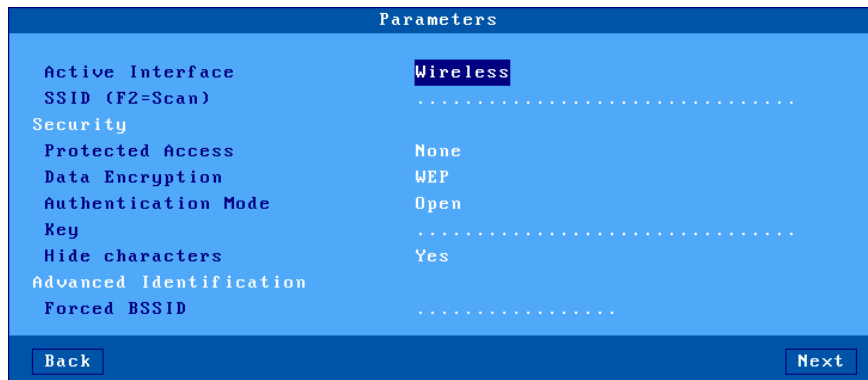 Parameters
Active Interface Wireless
SSID (F2=Scan) ................................
Security
Protected Access None
Data Encryption WEP
Authentication Mode Open
Key ................................
Hide characters Yes
Advanced Identification
Forced BSSID .................
Back Next